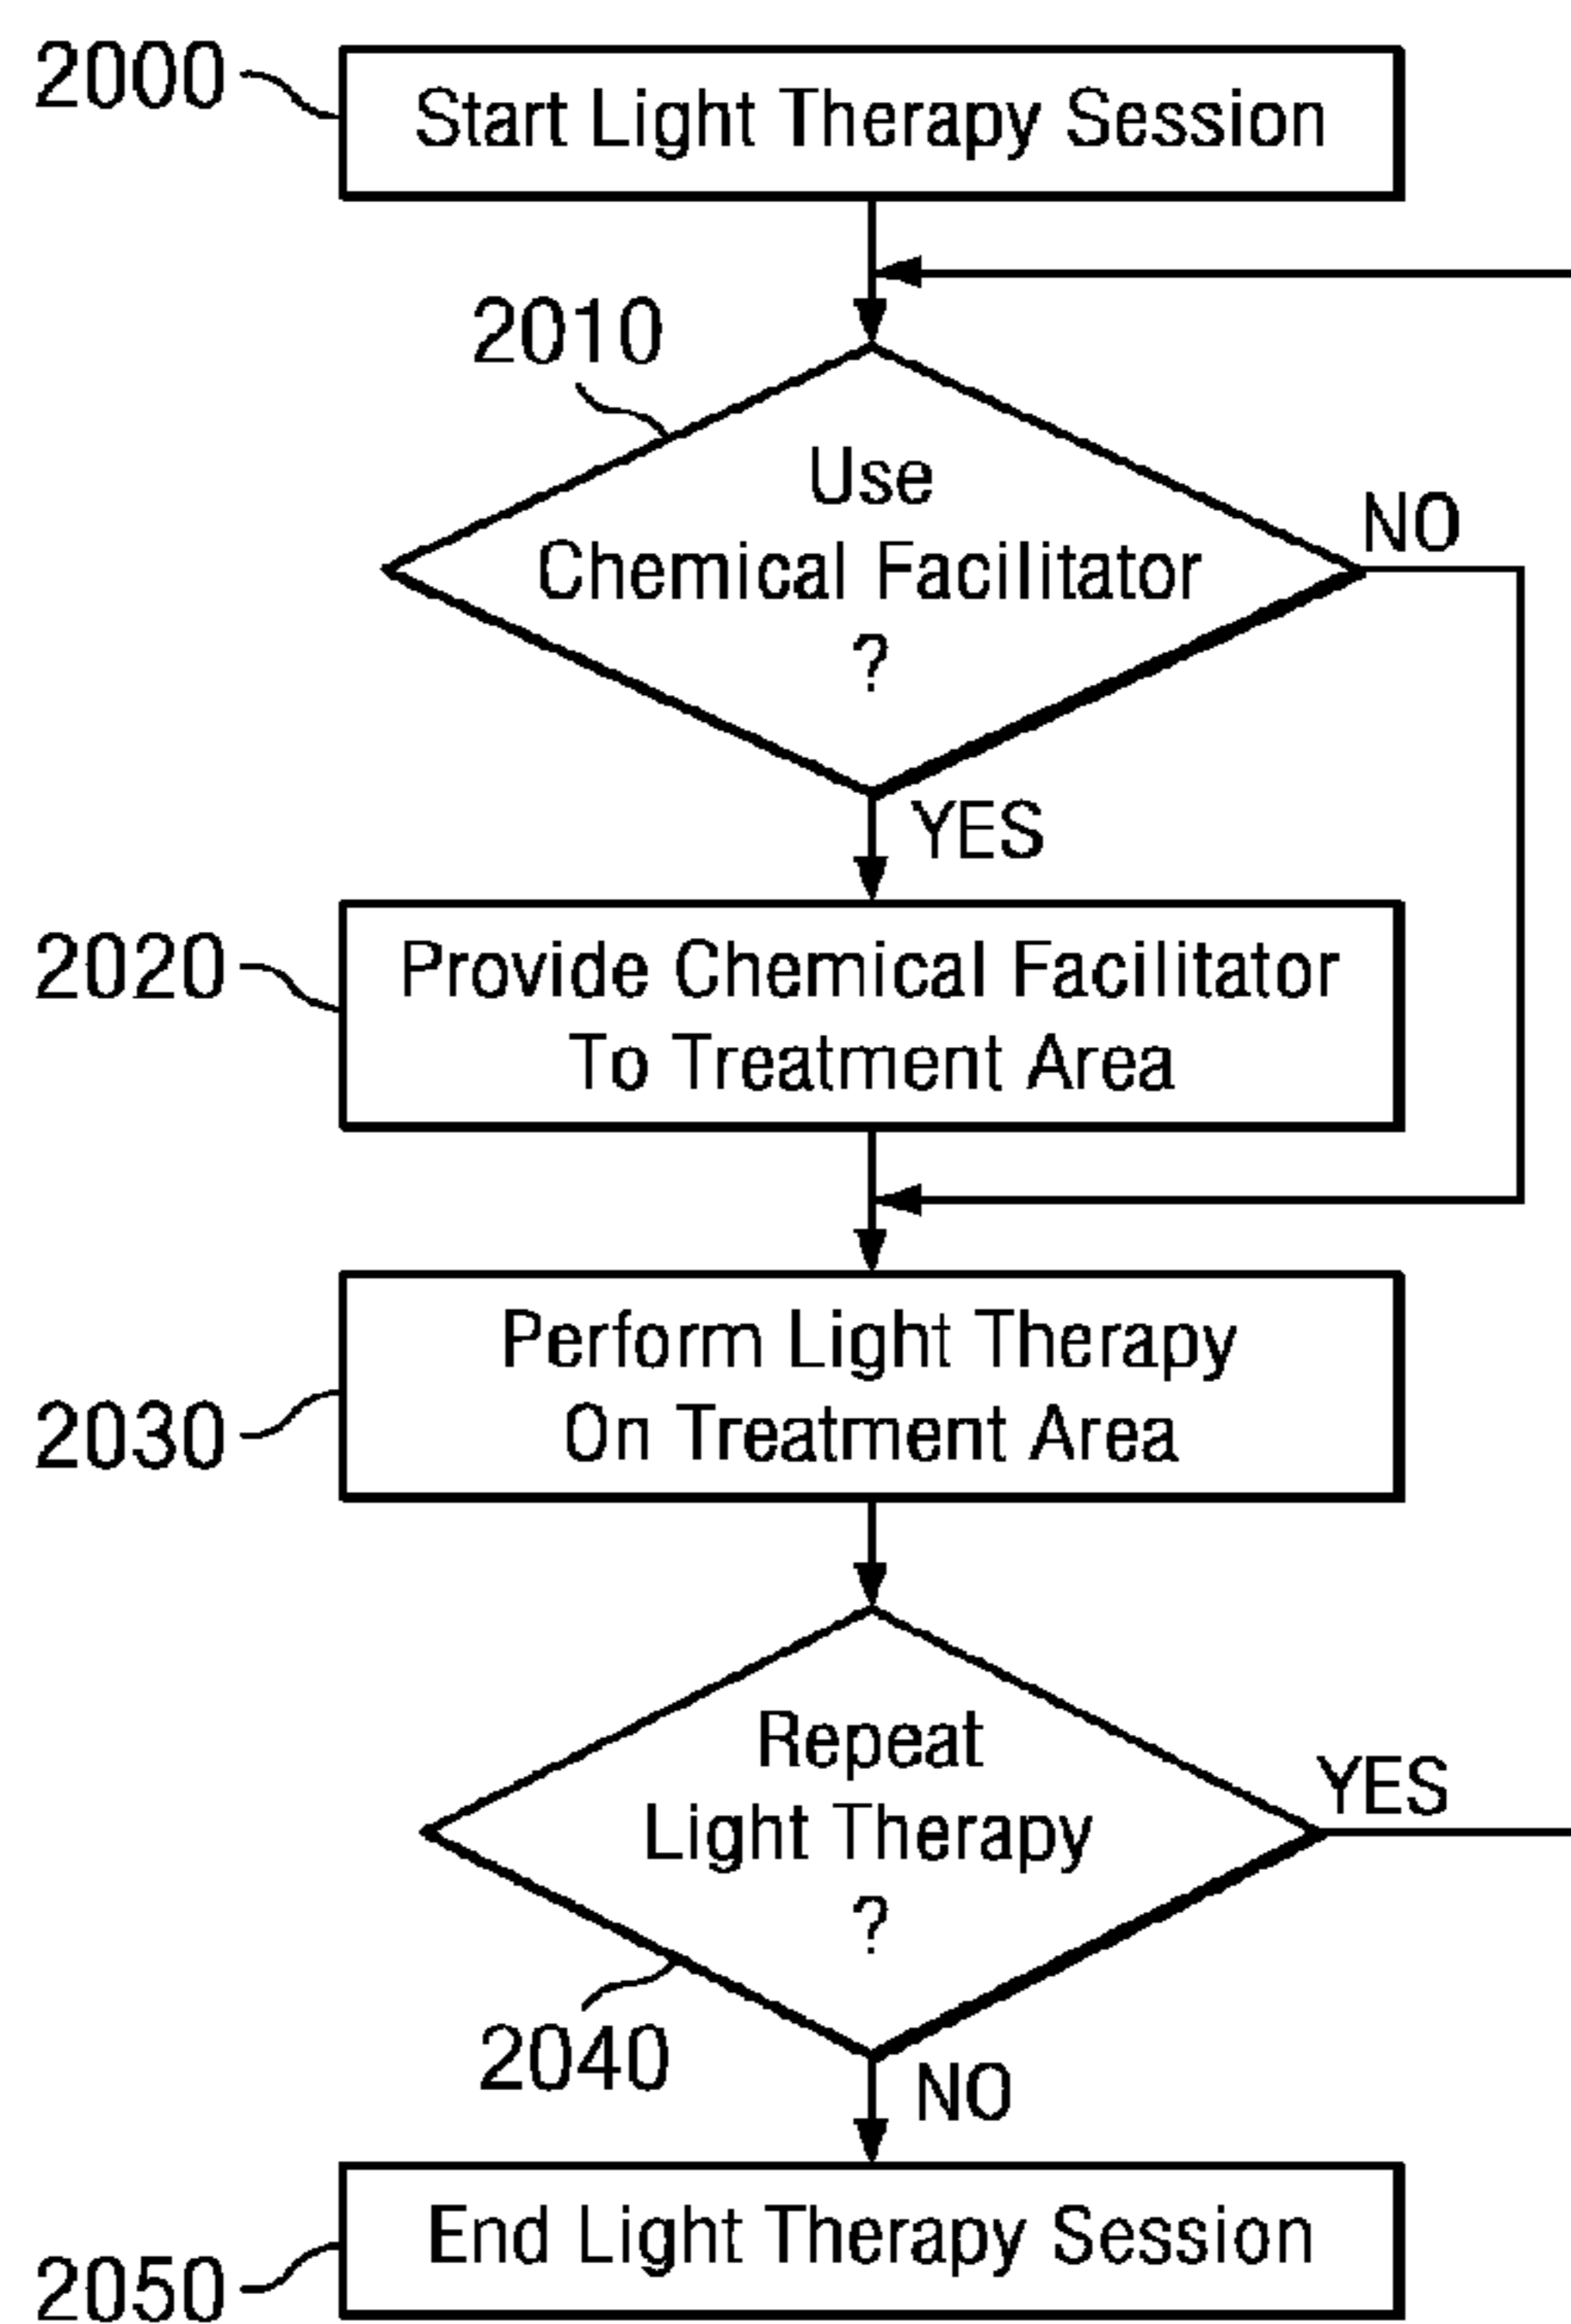 2000
Start Light Therapy Session
2010
Use
Chemical Facilitator
?
NO
YES
2020
Provide Chemical Facilitator
To Treatment Area
2030
Perform Light Therapy
On Treatment Area
Repeat
Light Therapy
?
YES
2040
NO
2050
End Light Therapy Session